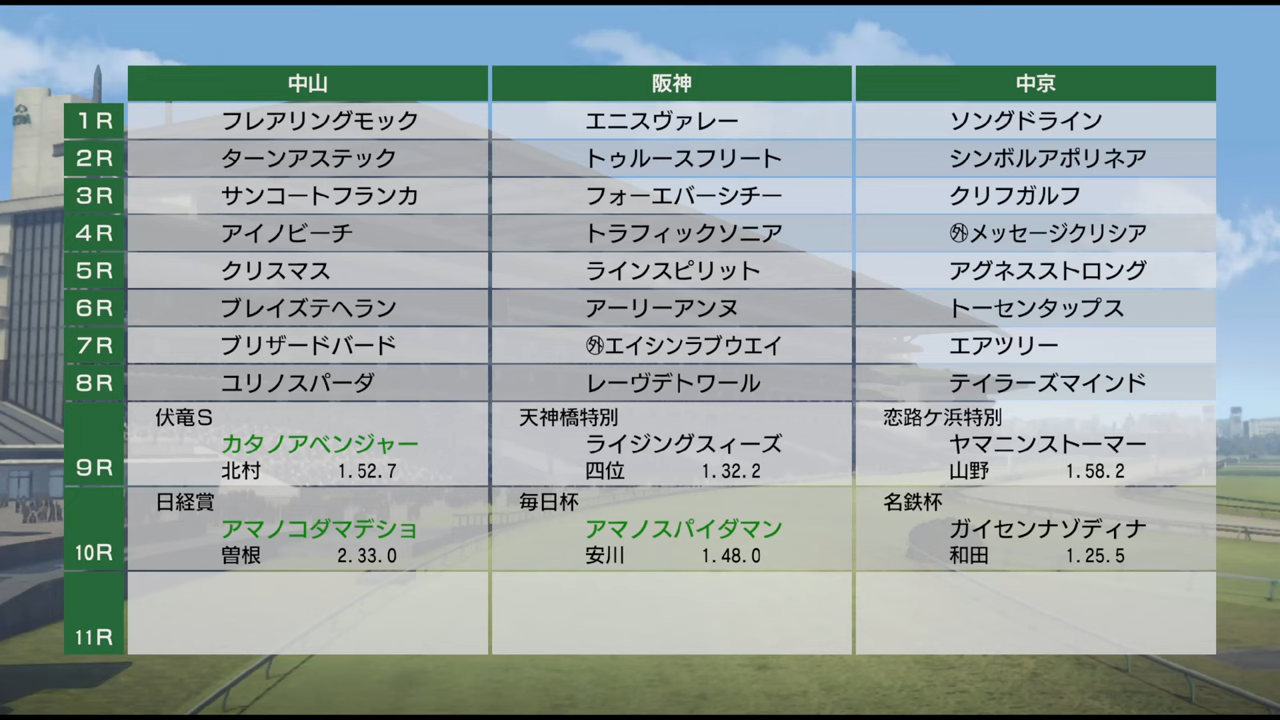 中山 阪神 中京
1R フレアリングモック エニスヴァレー ソングドライン
2R ターンアステック トゥルースフリート シンボルアポリネア
3R サンコートフランカ フォーエバーシチー クリフガルフ
4R アイノビーチ トラフィックソニア ㊕メッセージクリシア
5R クリスマス ラインスピリット アグネスストロング
6R ブレイズテヘラン アーリーアンヌ トーセンタップス
7R ブリザードバード 外エイシンラブウエイ エアツリー
8R ユリノスパーダ レーヴデトワール テイラーズマインド
伏竜S 天神橋特別 恋路ケ浜特別
カタノアベンジャー ライジングスィーズ ヤマニンストーマー
9R 北村 1.52.7 四位 1.32.2 山野 1.58.2
日経賞 毎日杯 名鉄杯
アマノコダマデショ アマノスパイダマン ガイセンナゾディナ
10R 曽根 2.33.0 安川 1.48.0 和田 1.25.5
11R